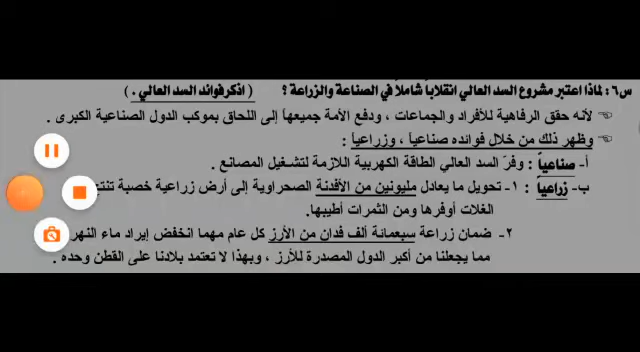 س٦: لماذا اعتبر مشروع السد العالي انقلاباً شاملاً في الصناعة والزراعة ؟ ( اذكر فوائد السد العالي . )
☜ لأنه حقق الرفاهية للأفراد والجماعات ، ودفع الأمة جميعهاً إلى اللحاق بموكب الدول الصناعية الكبرى .
☜ وظهر ذلك من خلال فوائده صناعياً ، وزراعياً :
أ- صناعياً : وفرّ السد العالي الطاقة الكهربية اللازمة لتشغيل المصانع .
ب- زراعياً : ١- تحويل ما يعادل مليونين من الأفدنة الصحراوية إلى أرض زراعية خصبة تنتج
الغلات أوفرها ومن الثمرات أطيبها.
٢- ضمان زراعة سبعمائة ألف فدان من الأرز كل عام مهما انخفض إيراد ماء النهر
مما يجعلنا من أكبر الدول المصدرة للأرز ، وبهذا لا تعتمد بلادنا على القطن وحده .